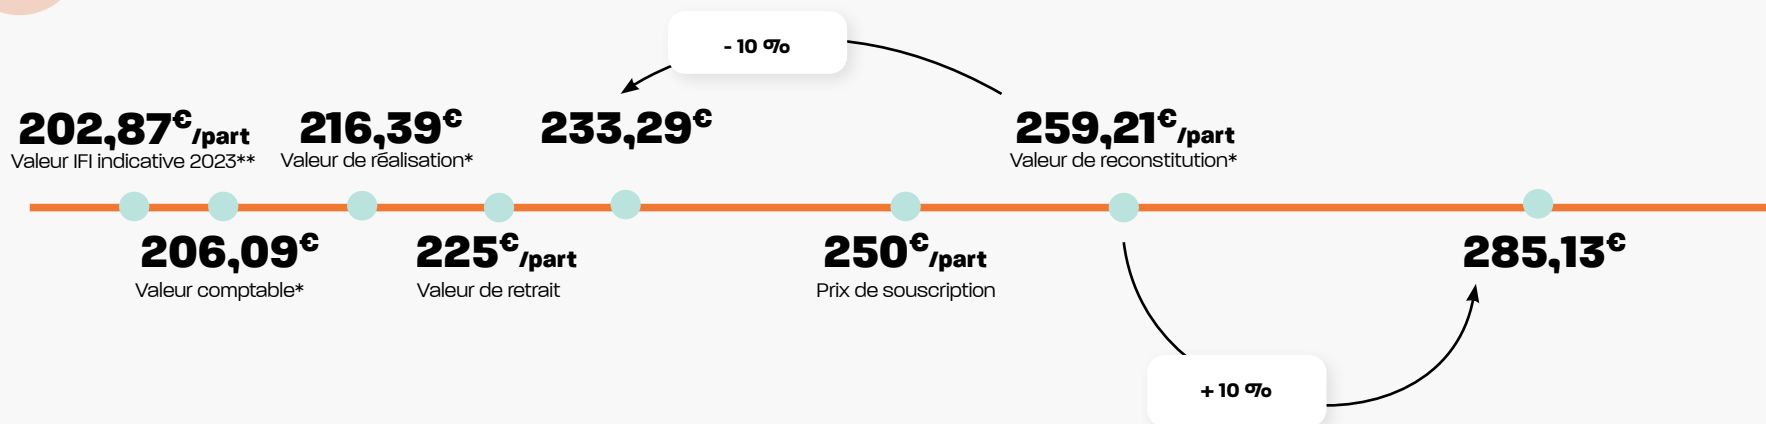 - 10 %
202,87€/part
Valeur IFI indicative 2023**
216,39€
Valeur de réalisation*
233,29€
259,21€/part
Valeur de reconstitution*
206,09€
Valeur comptable*
225€/part
Valeur de retrait
250€/part
Prix de souscription
285,13€
+ 10 %